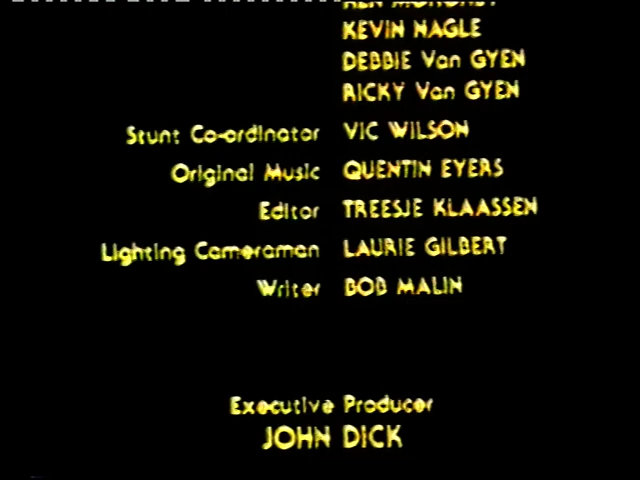 KEVIN NAGLE
DEBBIE Van GYEN
RICKY Van GYEN
Stunt Co-ordinator VIC WILSON
Original Music QUENTIN EYERS
Editor TREESJE KLAASSEN
Lighting Cameraman LAURIE GILBERT
Writer BOB MALIN
Executive Producer
JOHN DICK